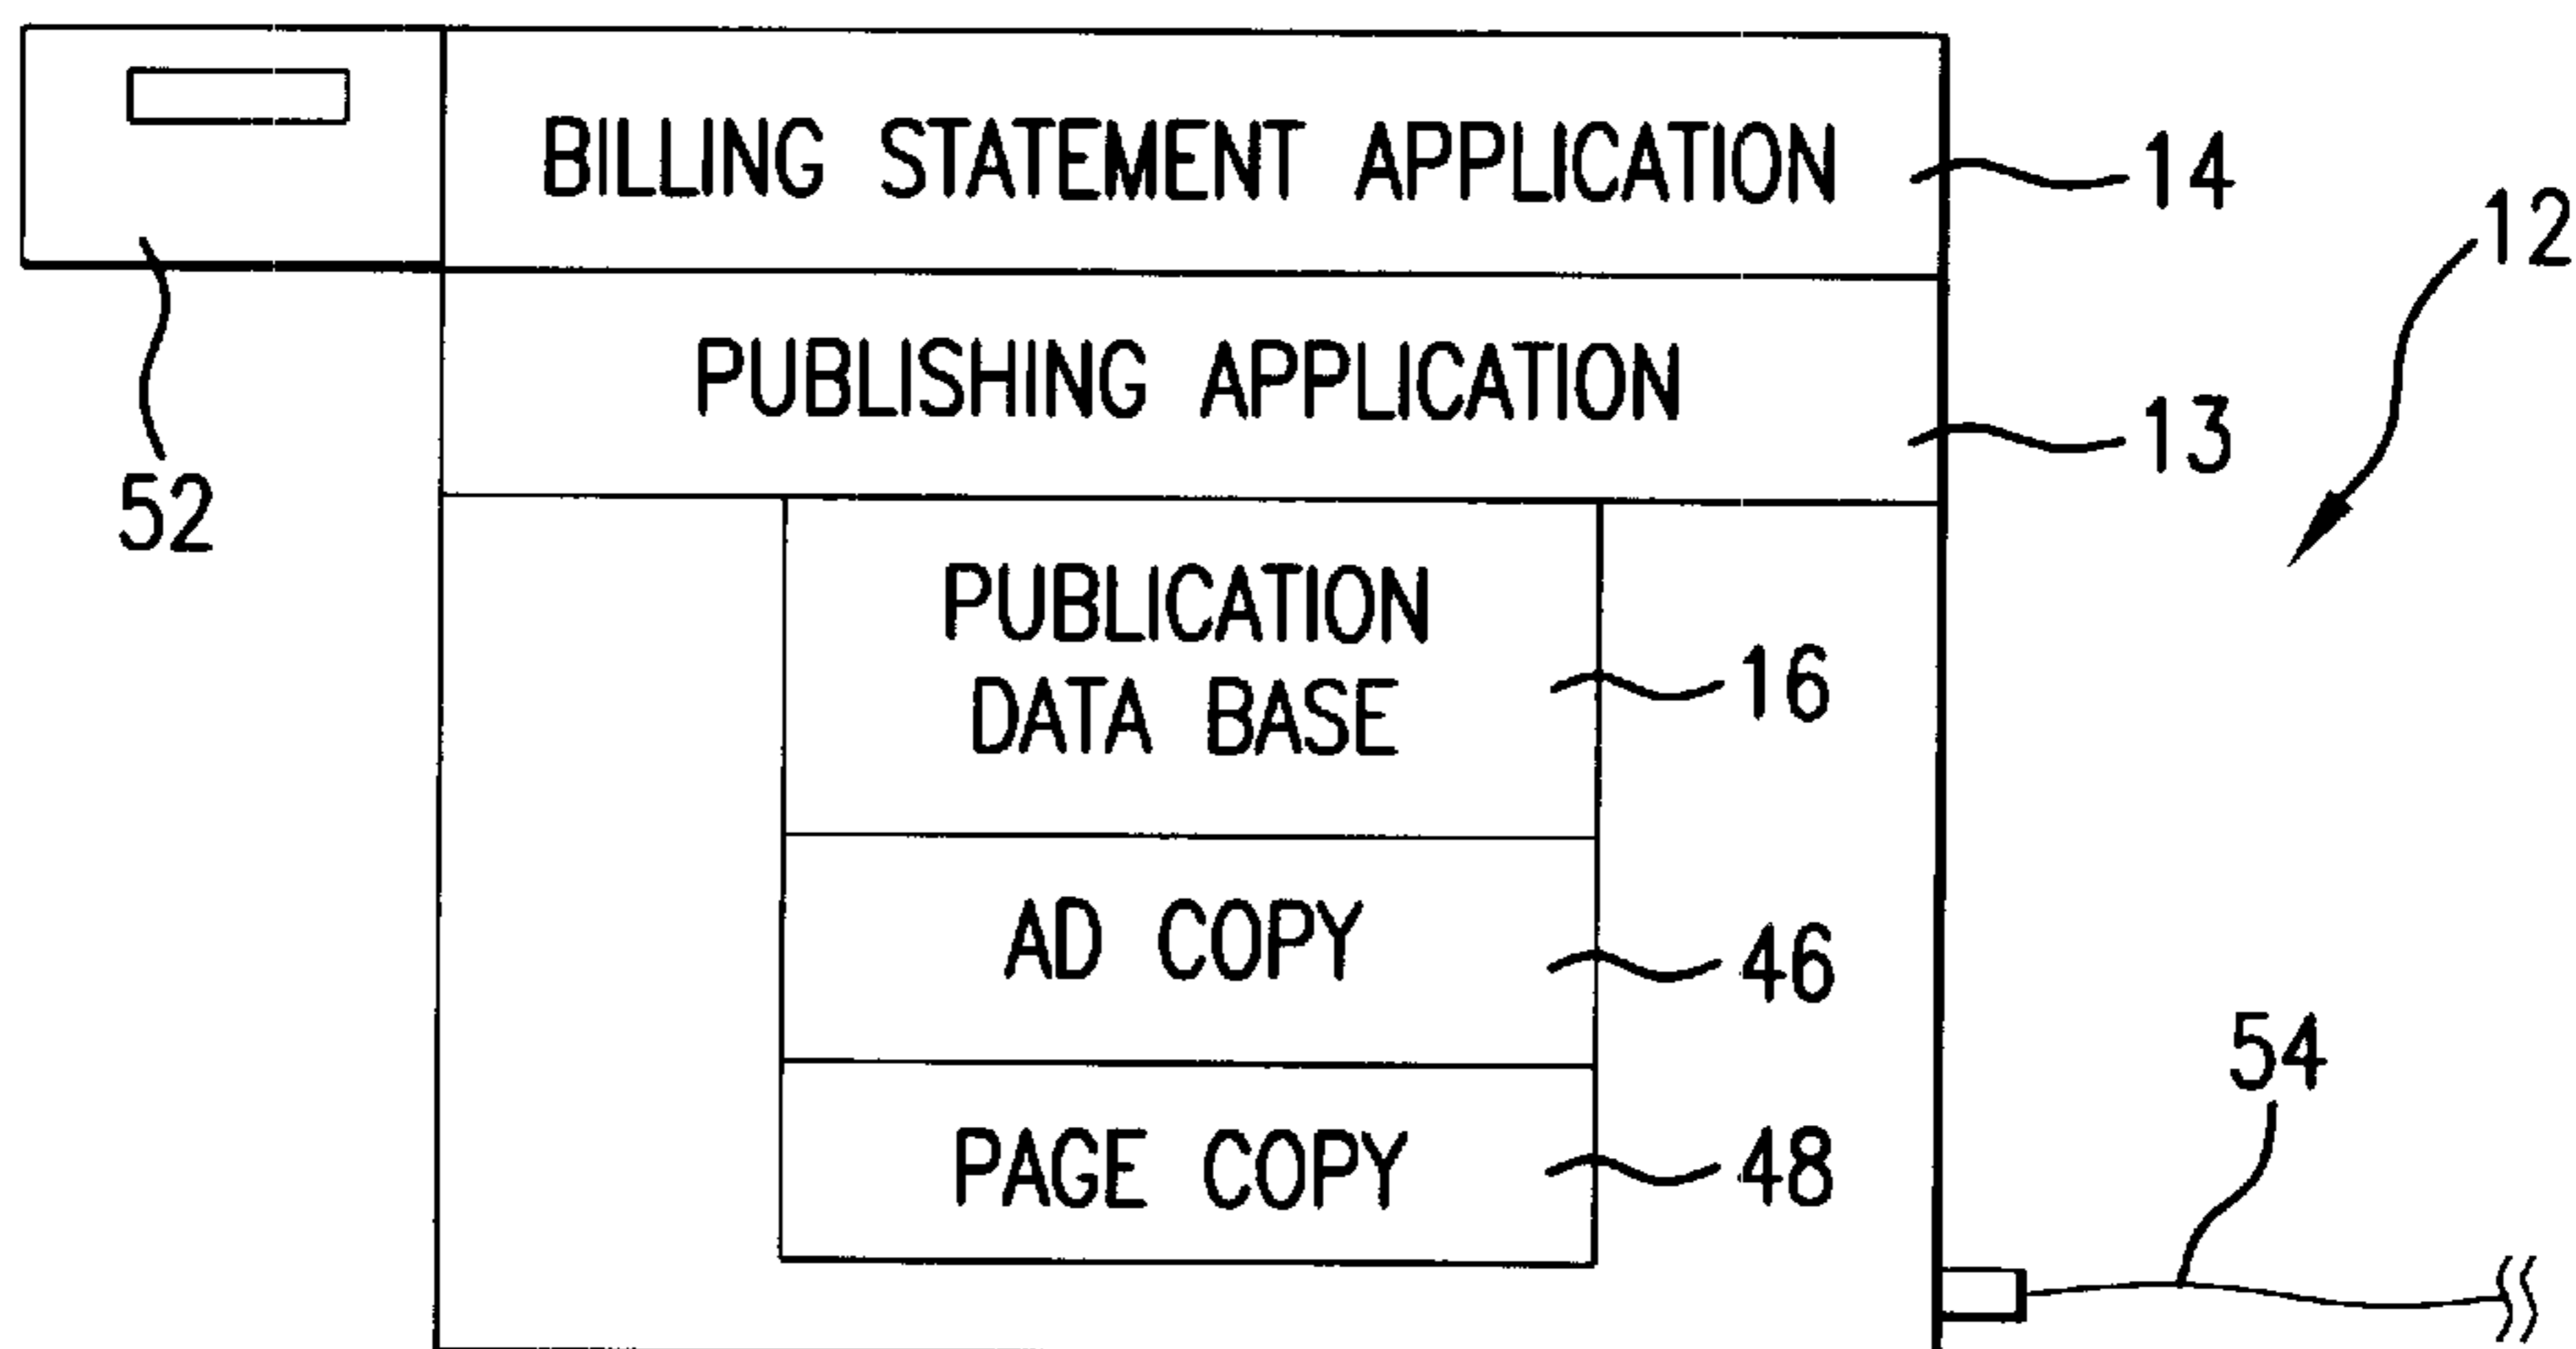 BILLING STATEMENT APPLICATION
14
12
PUBLISHING APPLICATION
13
52
PUBLICATION
DATA BASE
16
AD COPY
46
54
PAGE COPY
48